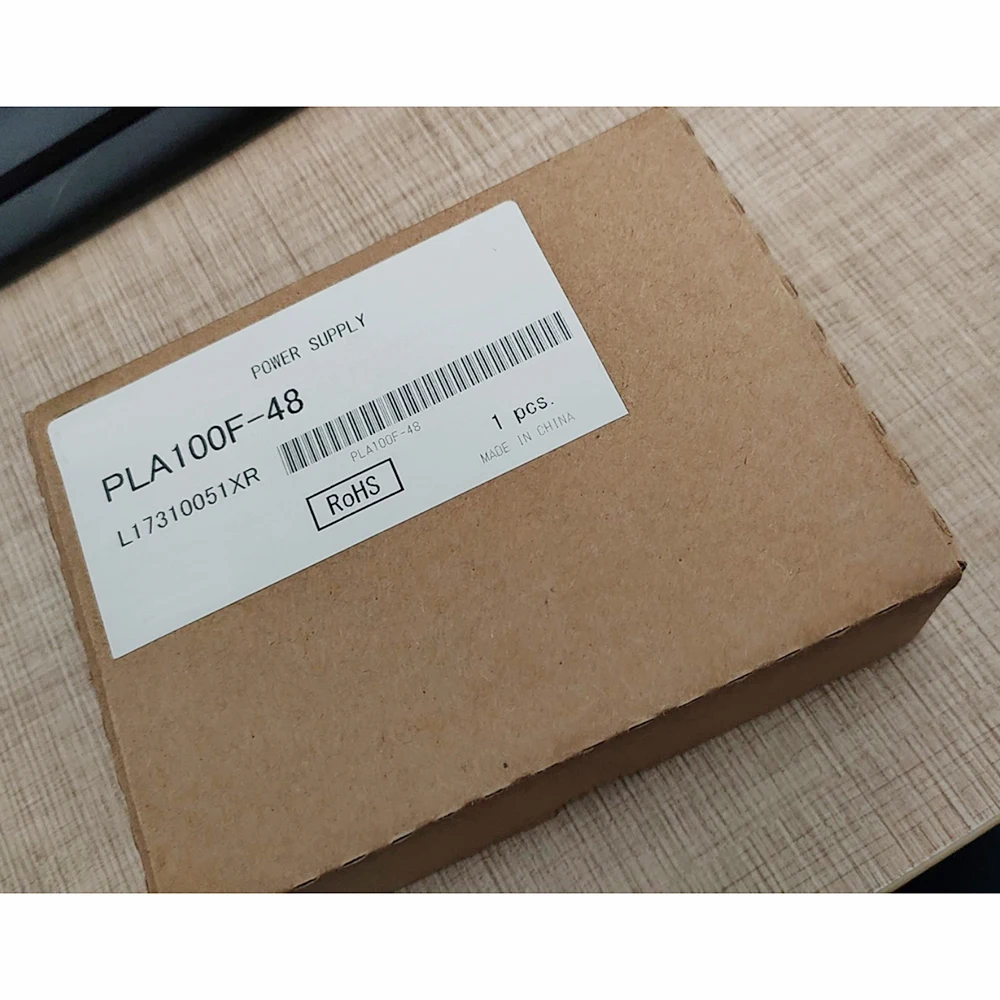 POWER SUPPLY
PLA100F-48
L17310051XR
PLA100F-48
1 pcs.
RoHS
MADE IN CHINA